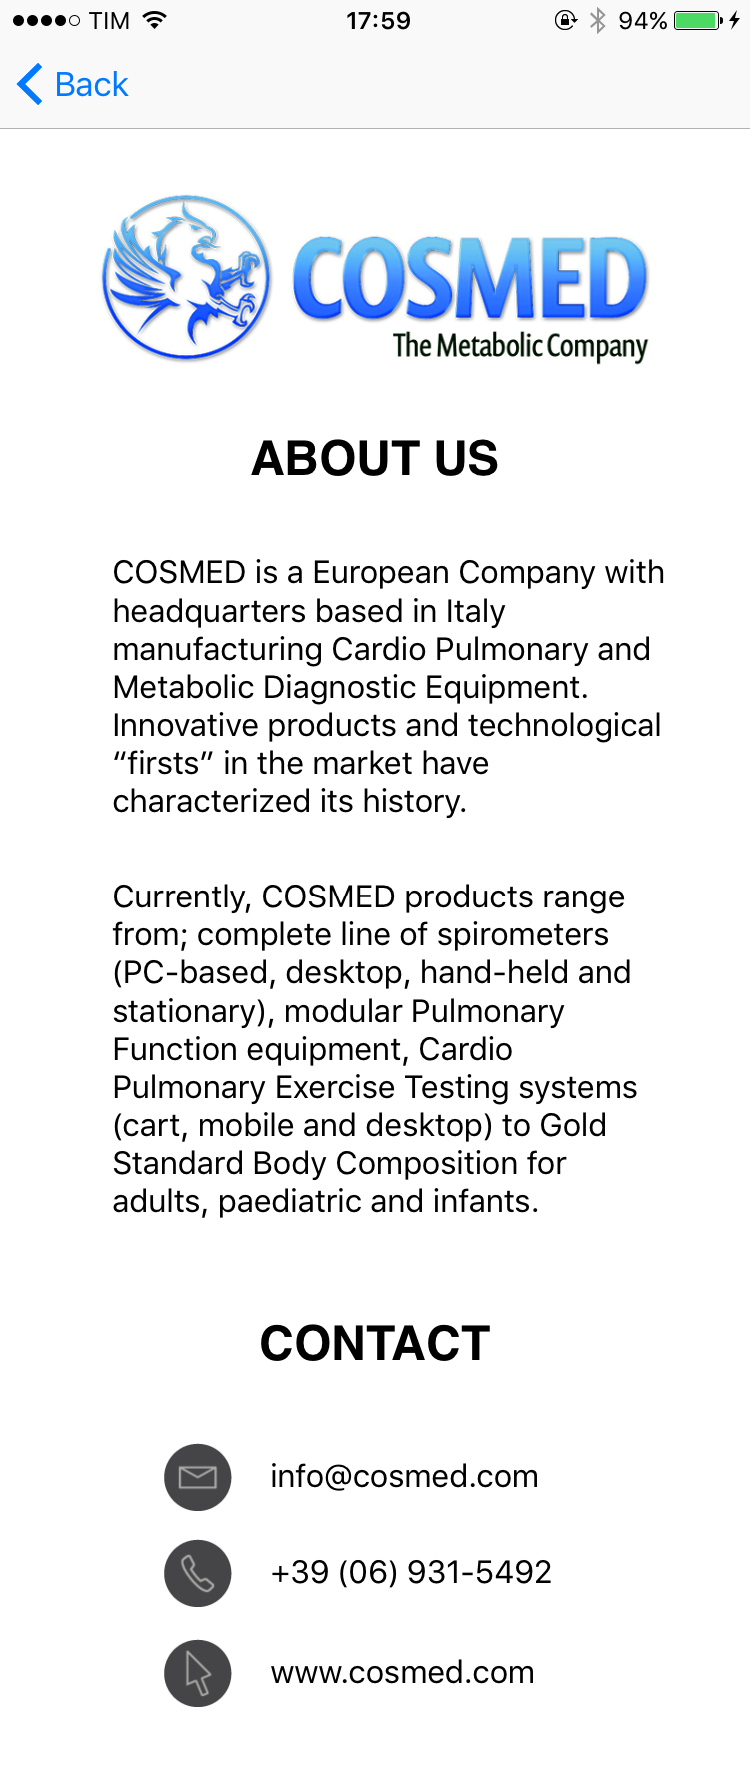 TIM 17:59 94%
Back
COSMED
The Metabolic Company
ABOUT US
COSMED is a European Company with
headquarters based in Italy
manufacturing Cardio Pulmonary and
Metabolic Diagnostic Equipment.
Innovative products and technological
“firsts” in the market have
characterized its history.
Currently, COSMED products range
from; complete line of spirometers
(PC-based, desktop, hand-held and
stationary), modular Pulmonary
Function equipment, Cardio
Pulmonary Exercise Testing systems
(cart, mobile and desktop) to Gold
Standard Body Composition for
adults, paediatric and infants.
CONTACT
info@cosmed.com
+39 (06) 931-5492
www.cosmed.com